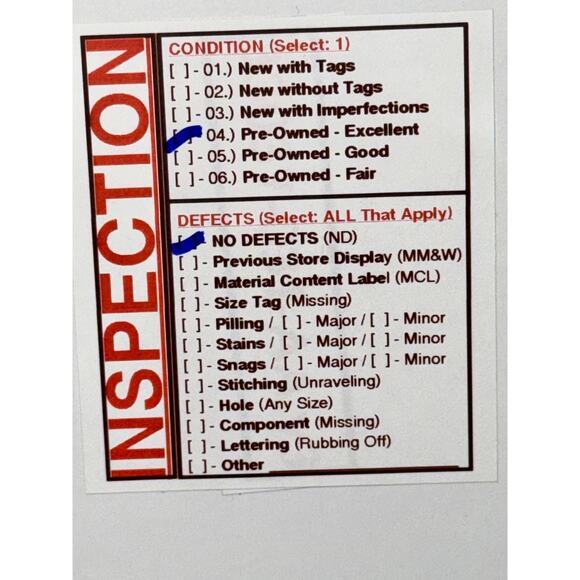 INSPECTION
CONDITION (Select: 1)
[ ] - 01.) New with Tags
[ ] - 02.) New without Tags
[ ] - 03.) New with Imperfections
[ ] - 04.) Pre-Owned - Excellent
[ ] - 05.) Pre-Owned - Good
[ ] - 06.) Pre-Owned - Fair
DEFECTS (Select: ALL That Apply)
[ ] - NO DEFECTS (ND)
[ ] - Previous Store Display (MM&W)
[ ] - Material Content Label (MCL)
[ ] - Size Tag (Missing)
[ ] - Pilling / [ ] - Major / [ ] - Minor
[ ] - Stains / [ ] - Major / [ ] - Minor
[ ] - Snags / [ ] - Major / [ ] - Minor
[ ] - Stitching (Unraveling)
[ ] - Hole (Any Size)
[ ] - Component (Missing)
[ ] - Lettering (Rubbing Off)
[ ] - Other